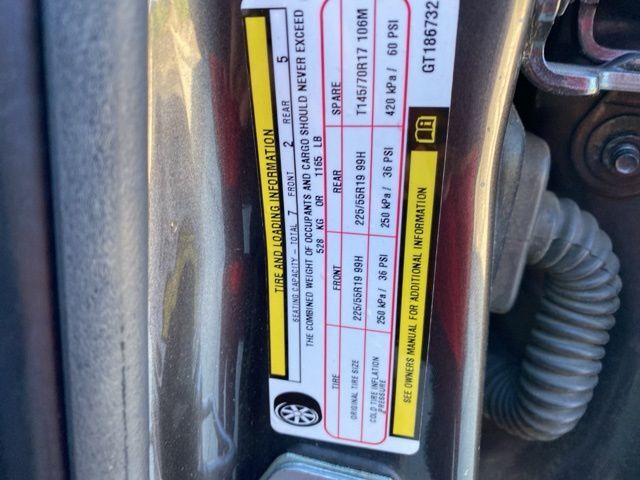 TIRE AND LOADING INFORMATION
SEATING CAPACITY - TOTAL 7 FRONT 2 REAR 5
THE COMBINED WEIGHT OF OCCUPANTS AND CARGO SHOULD NEVER EXCEED
528 KG OR 1165 LB
TIRE FRONT REAR SPARE
ORIGINAL TIRE SIZE 225/55R19 99H 225/55R19 99H T145/70R17 106M
COLD TIRE INFLATION PRESSURE 250 kPa / 36 PSI 250 kPa / 36 PSI 420 kPa / 60 PSI
SEE OWNERS MANUAL FOR ADDITIONAL INFORMATION
GT186732